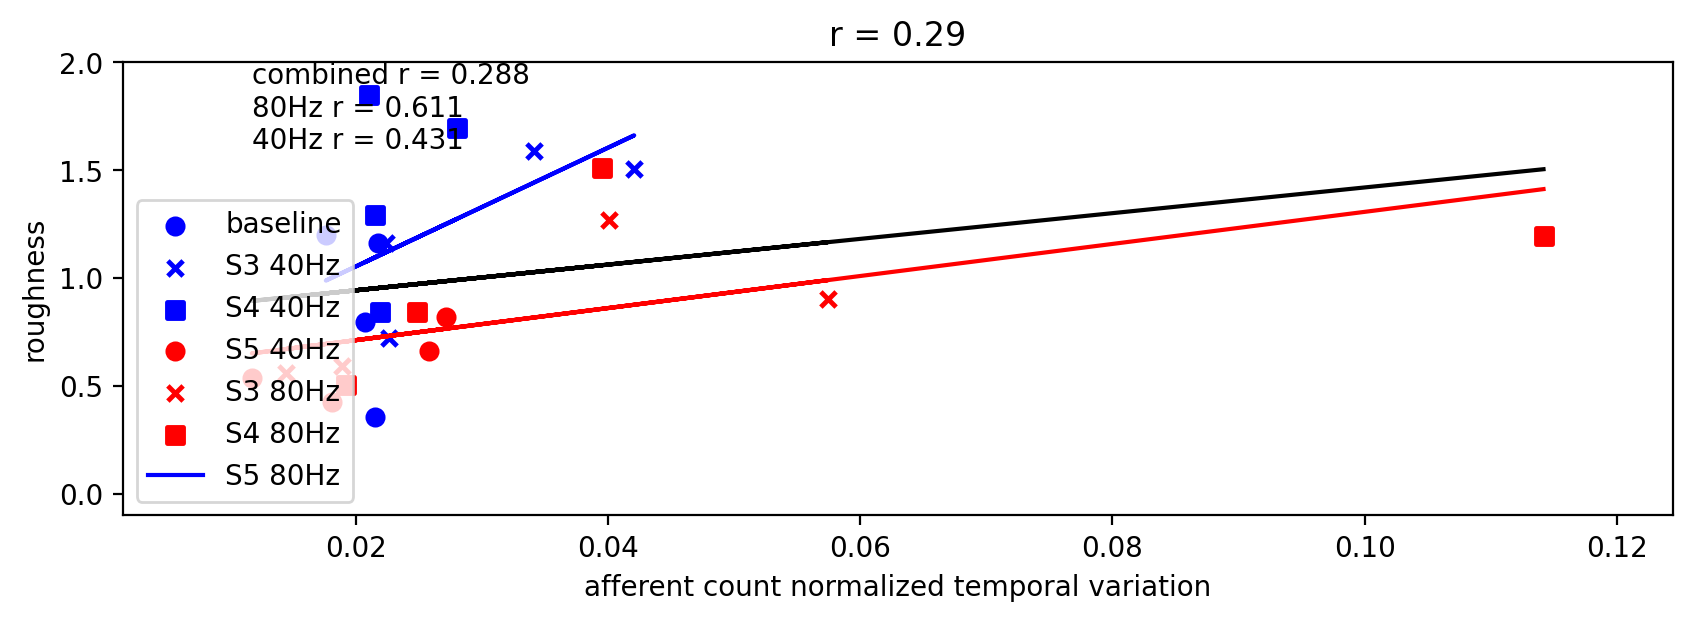 r = 0.29
combined r = 0.288
80Hz r = 0.611
40Hz r = 0.431
roughness
2.0
1.5
1.0
0.5
0.0
baseline
S3 40Hz
S4 40Hz
S5 40Hz
S3 80Hz
S4 80Hz
S5 80Hz
0.02 0.04 0.06 0.08 0.10 0.12
afferent count normalized temporal variation